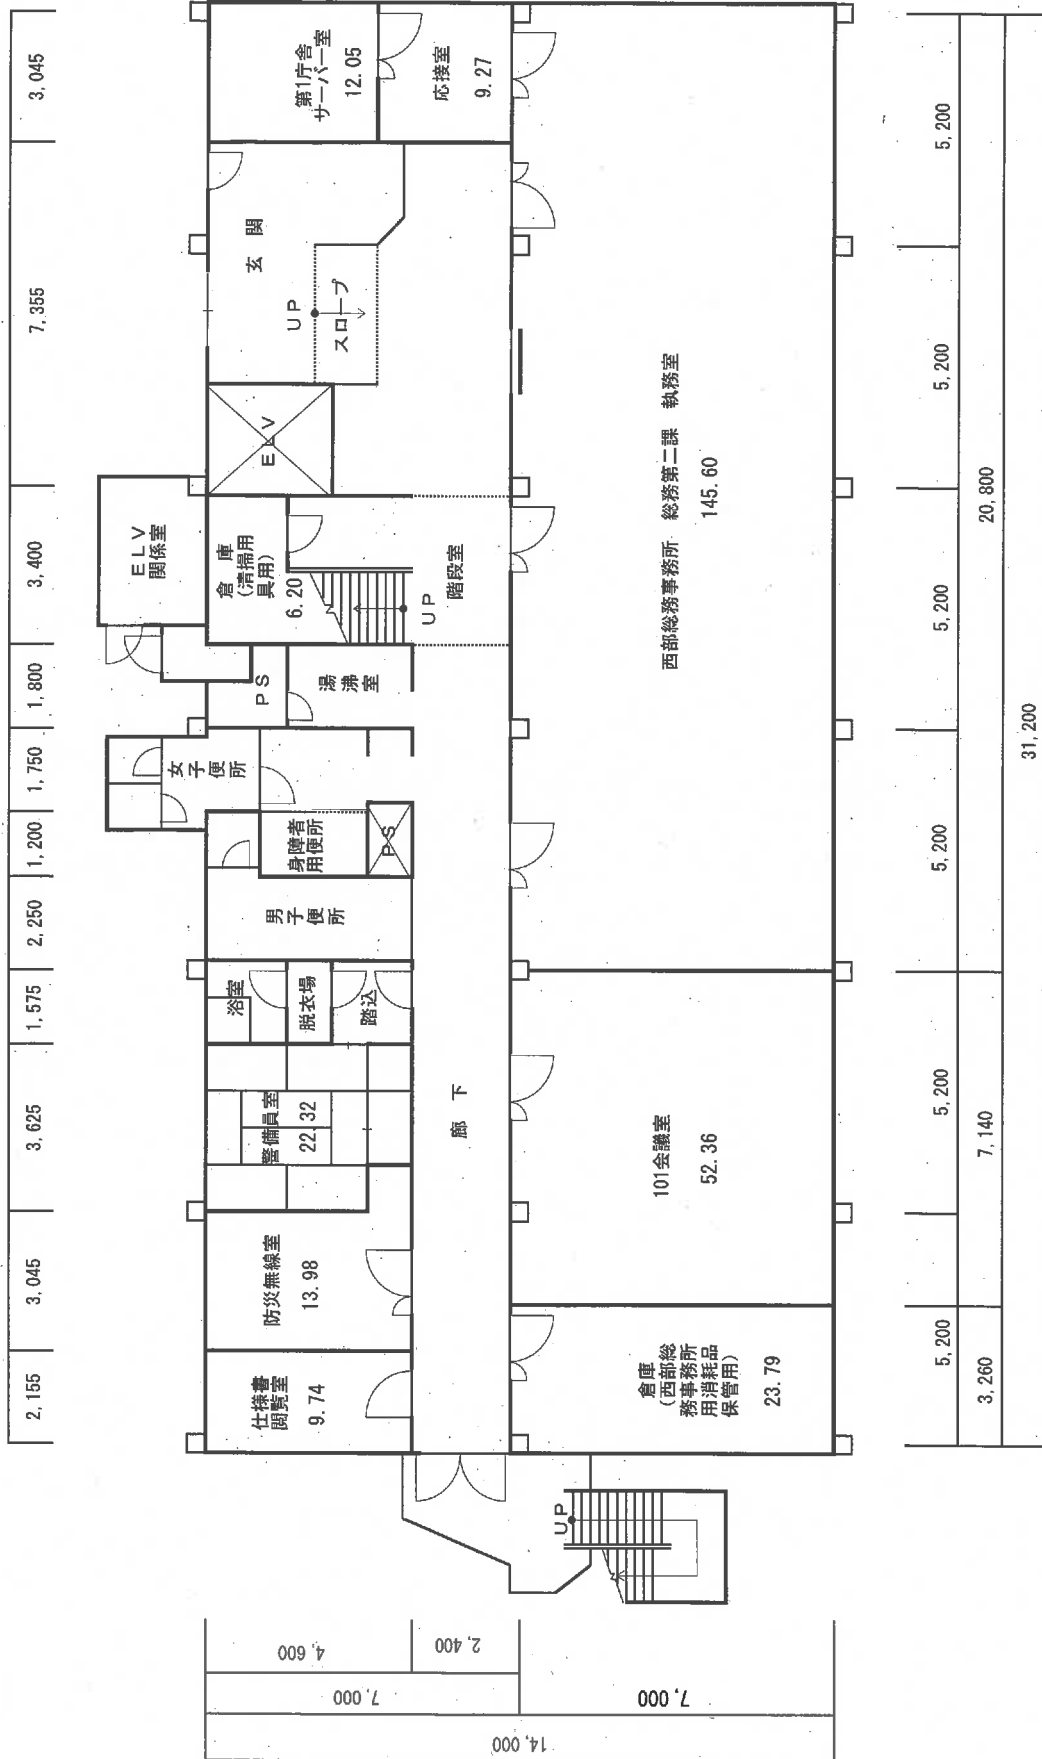 2,155
3,045
3,625
1,575
2,250
1,200
1,750
1,800
3,400
7,355
3,045
仕様書
閲覧室
9.74
防災無線室
13.98
警備員室
22.32
浴室
脱衣場
踏込
男子便所
身障者
用便所
PS
女子便所
PS
湯沸室
ELV
関係室
倉庫
(清掃用
具用)
6.20
UP
階段室
ELV
玄関
UP
スロープ
第1庁舎
サーバー室
12.05
応接室
9.27
廊下
UP
倉庫
(西部総
務事務所
用消耗品
保管用)
23.79
101会議室
52.36
西部総務事務所 総務第二課 執務室
145.60
5,200
5,200
5,200
5,200
5,200
5,200
3,260
7,140
20,800
31,200
4,600
2,400
7,000
7,000
14,000